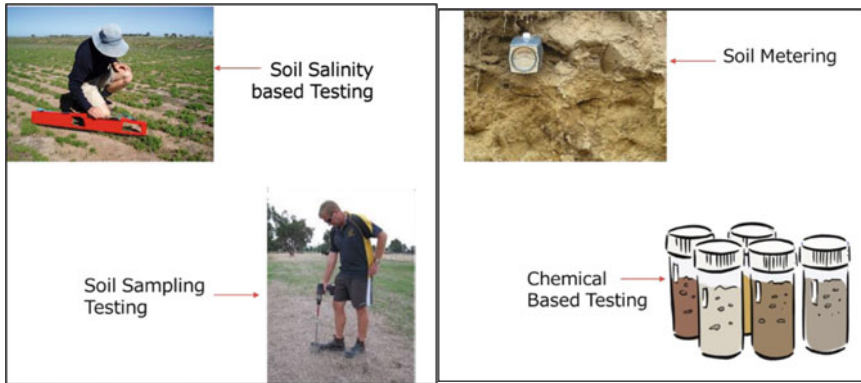 Soil Salinity
based Testing
Soil Sampling
Testing
Soil Metering
Chemical
Based Testing